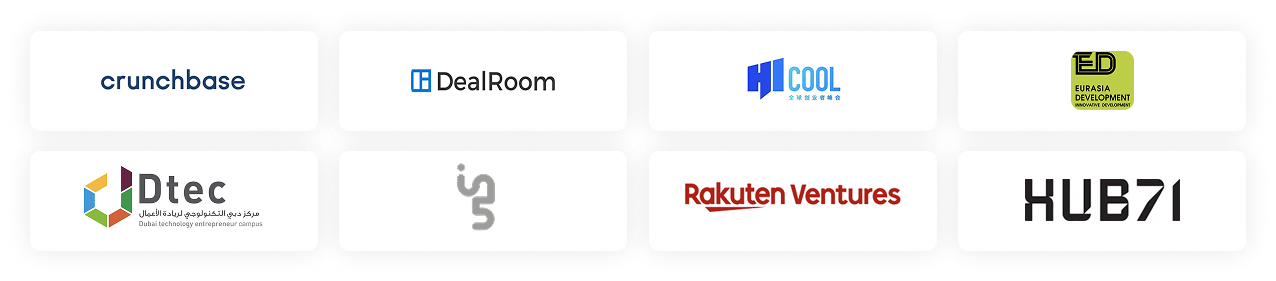 crunchbase
DealRoom
HI COOL
全球创业者峰会
ED
EURASIA
DEVELOPMENT
INNOVATIVE DEVELOPMENT
Dtec
مركز دبي التكنولوجي لريادة الأعمال
Dubai technology entrepreneur campus
Rakuten Ventures
HUB71